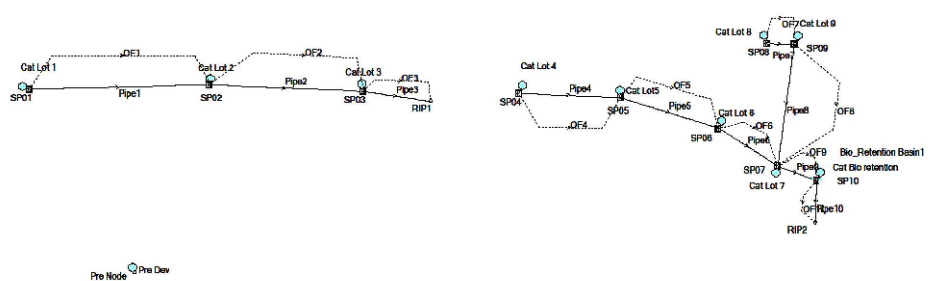 Cat Lot 1
OF1
Cat Lot 2
OF2
Cat Lot 3
OF3
SP01
Pipe1
SP02
Pipe2
SP03
Pipe3
RIP1
Cat Lot 4
SP04
Pipe4
OF4
Cat Lot5
SP05
OF5
Pipe5
Cat Lot 6
SP06
OF6
Pipe6
Cat Lot 8
OF7
Cat Lot 9
SP08
SP09
Pipe7
Pipe8
OF8
OF9
Bio_Retention Basin1
SP07
Pipe9
Cat Bio retention
Cat Lot 7
SP10
OF
Pipe10
RIP2
Pre Node
Pre Dev